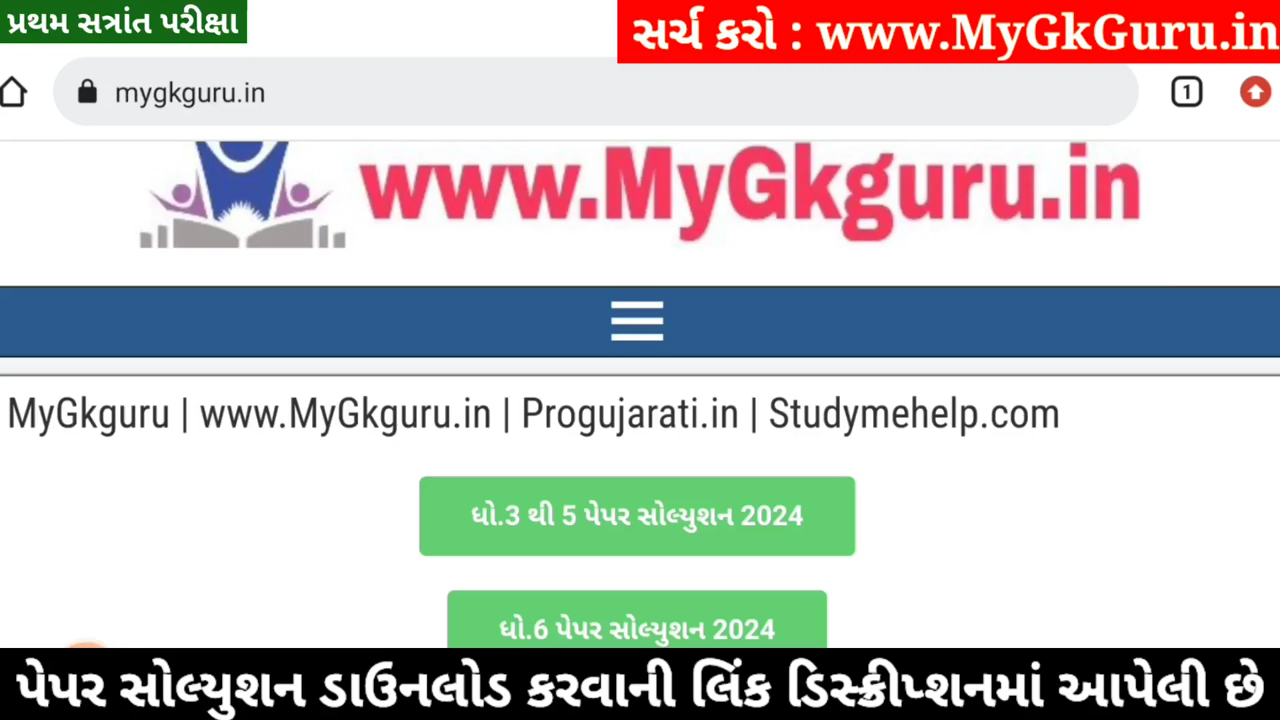 પ્રથમ સત્રાંત પરીક્ષા
સર્ચ કરો : www.MyGkGuru.in
mygkguru.in
1
www.MyGkguru.in
MyGkguru | www.MyGkguru.in | Progujarati.in | Studymehelp.com
ધો.3 થી 5 પેપર સોલ્યુશન 2024
ધો.6 પેપર સોલ્યુશન 2024
પેપર સોલ્યુશન ડાઉનલોડ કરવાની લિંક ડિસ્ક્રીપ્શનમાં આપેલી છે